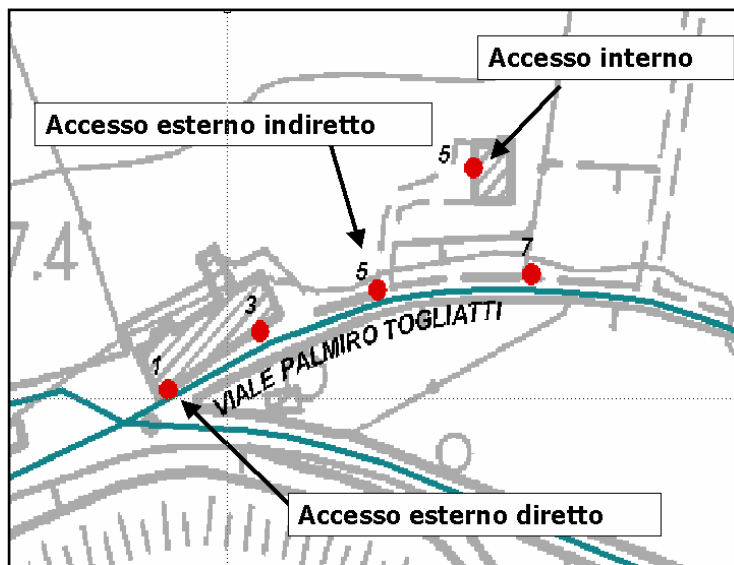 Accesso interno
Accesso esterno indiretto
5
7.4
5
7
3
1
VIALE PALMIRO TOGLIATTI
Accesso esterno diretto